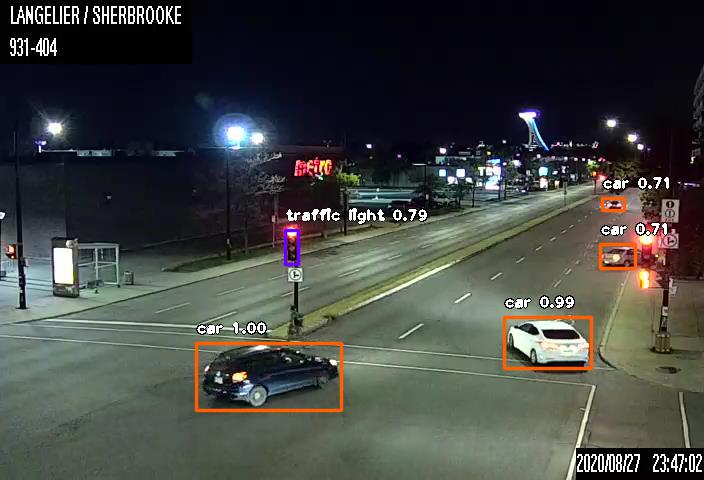 LANGELIER / SHERBROOKE
931-404
metro
car 0.71
traffic light 0.79
car 0.71
car 0.99
car 1.00
2020/08/27 23:47:02